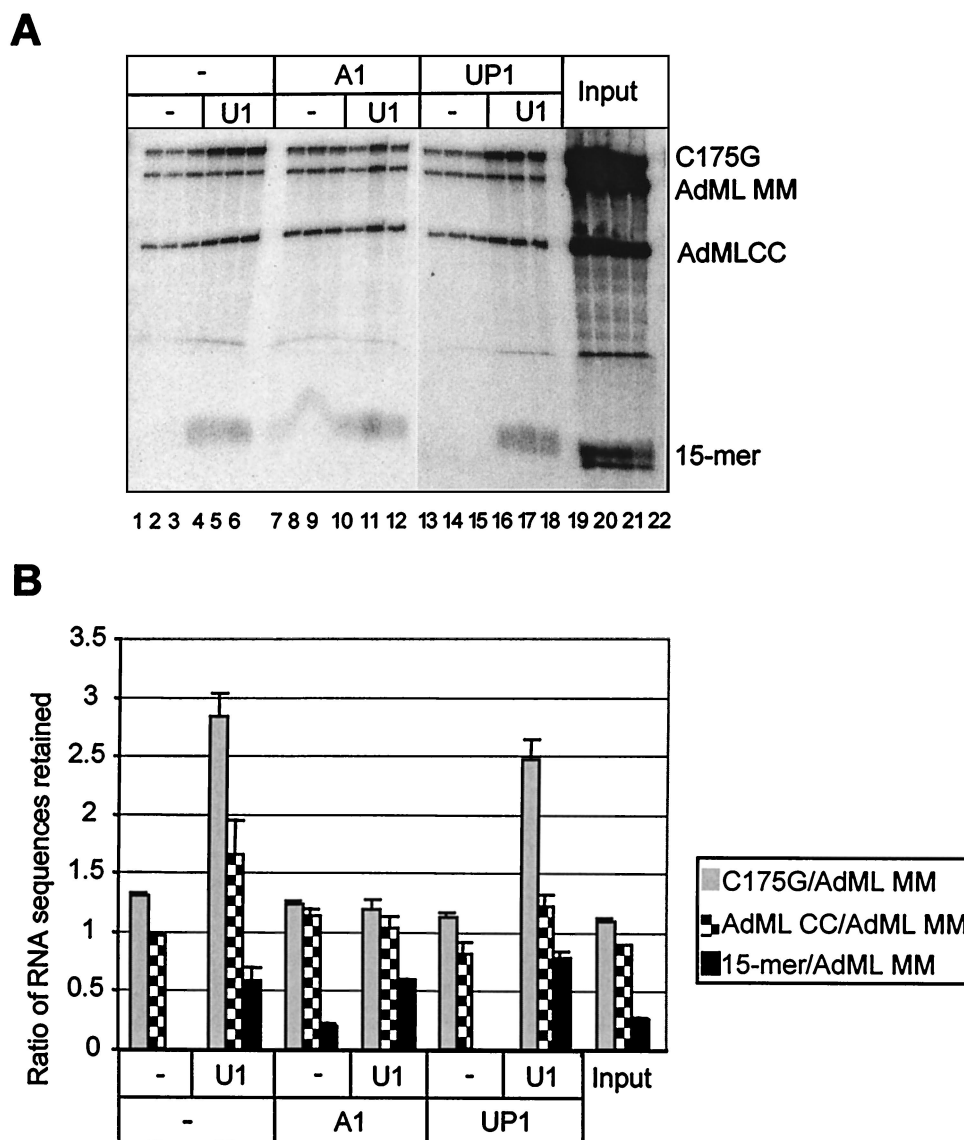 A
- A1 UP1 Input
- U1 - U1 - U1
C175G
AdML MM
AdMLCC
15-mer
1 2 3 4 5 6 7 8 9 10 11 12 13 14 15 16 17 18 19 20 21 22
B
Ratio of RNA sequences retained
3.5
3
2.5
2
1.5
1
0.5
0
C175G/AdML MM
AdML CC/AdML MM
15-mer/AdML MM
- U1 - U1 - U1 Input
- A1 UP1